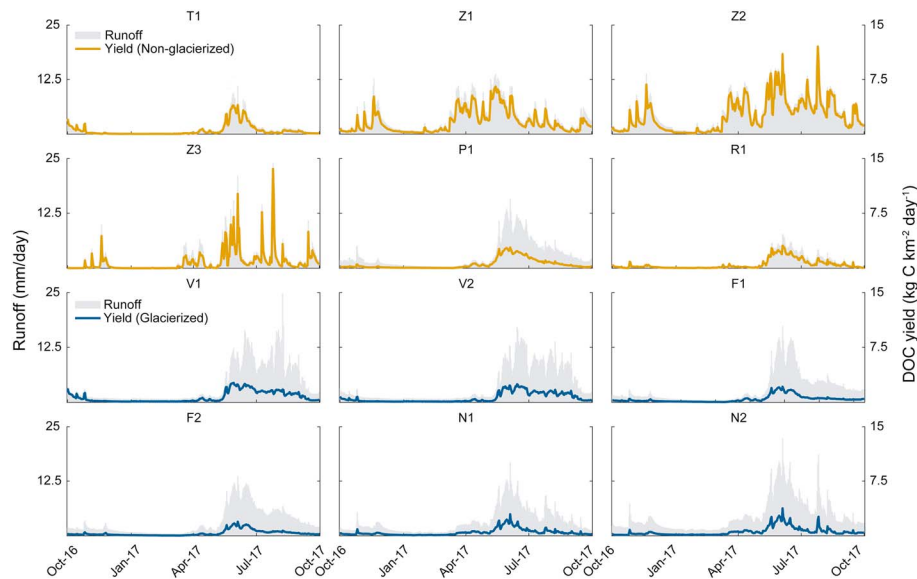 T1
Z1
Z2
25
12.5
Runoff
Yield (Non-glacierized)
15
7.5
Z3
P1
R1
25
12.5
15
7.5
V1
V2
F1
25
12.5
Runoff
Yield (Glacierized)
15
7.5
F2
N1
N2
25
12.5
15
7.5
Runoff (mm/day)
DOC yield (kg C km⁻² day⁻¹)
Oct-16
Jan-17
Apr-17
Jul-17
Oct-17
Oct-16
Jan-17
Apr-17
Jul-17
Oct-17
Oct-16
Jan-17
Apr-17
Jul-17
Oct-17